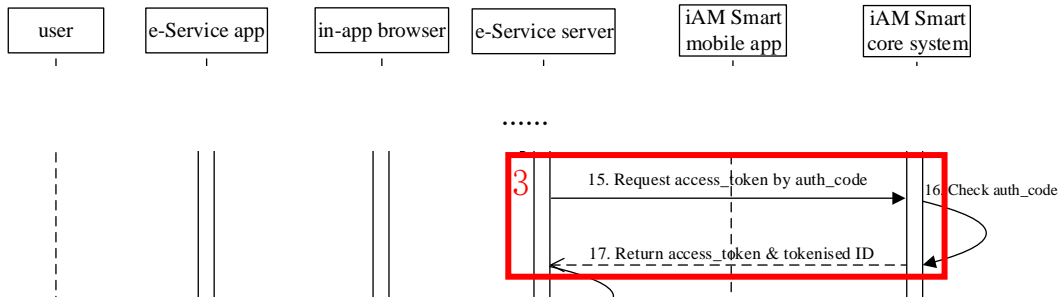 user
e-Service app
in-app browser
e-Service server
iAM Smart
mobile app
iAM Smart
core system
......
3
15. Request access_token by auth_code
16. Check auth_code
17. Return access_token & tokenised ID